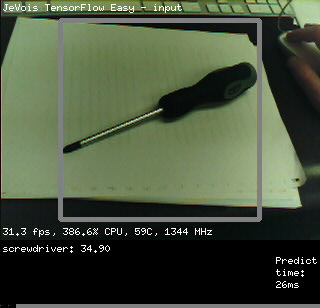 JeVois TensorFlow Easy - input
31.3 fps, 386.6% CPU, 59C, 1344 MHz
screwdriver: 34.90
Predict
time:
26ms